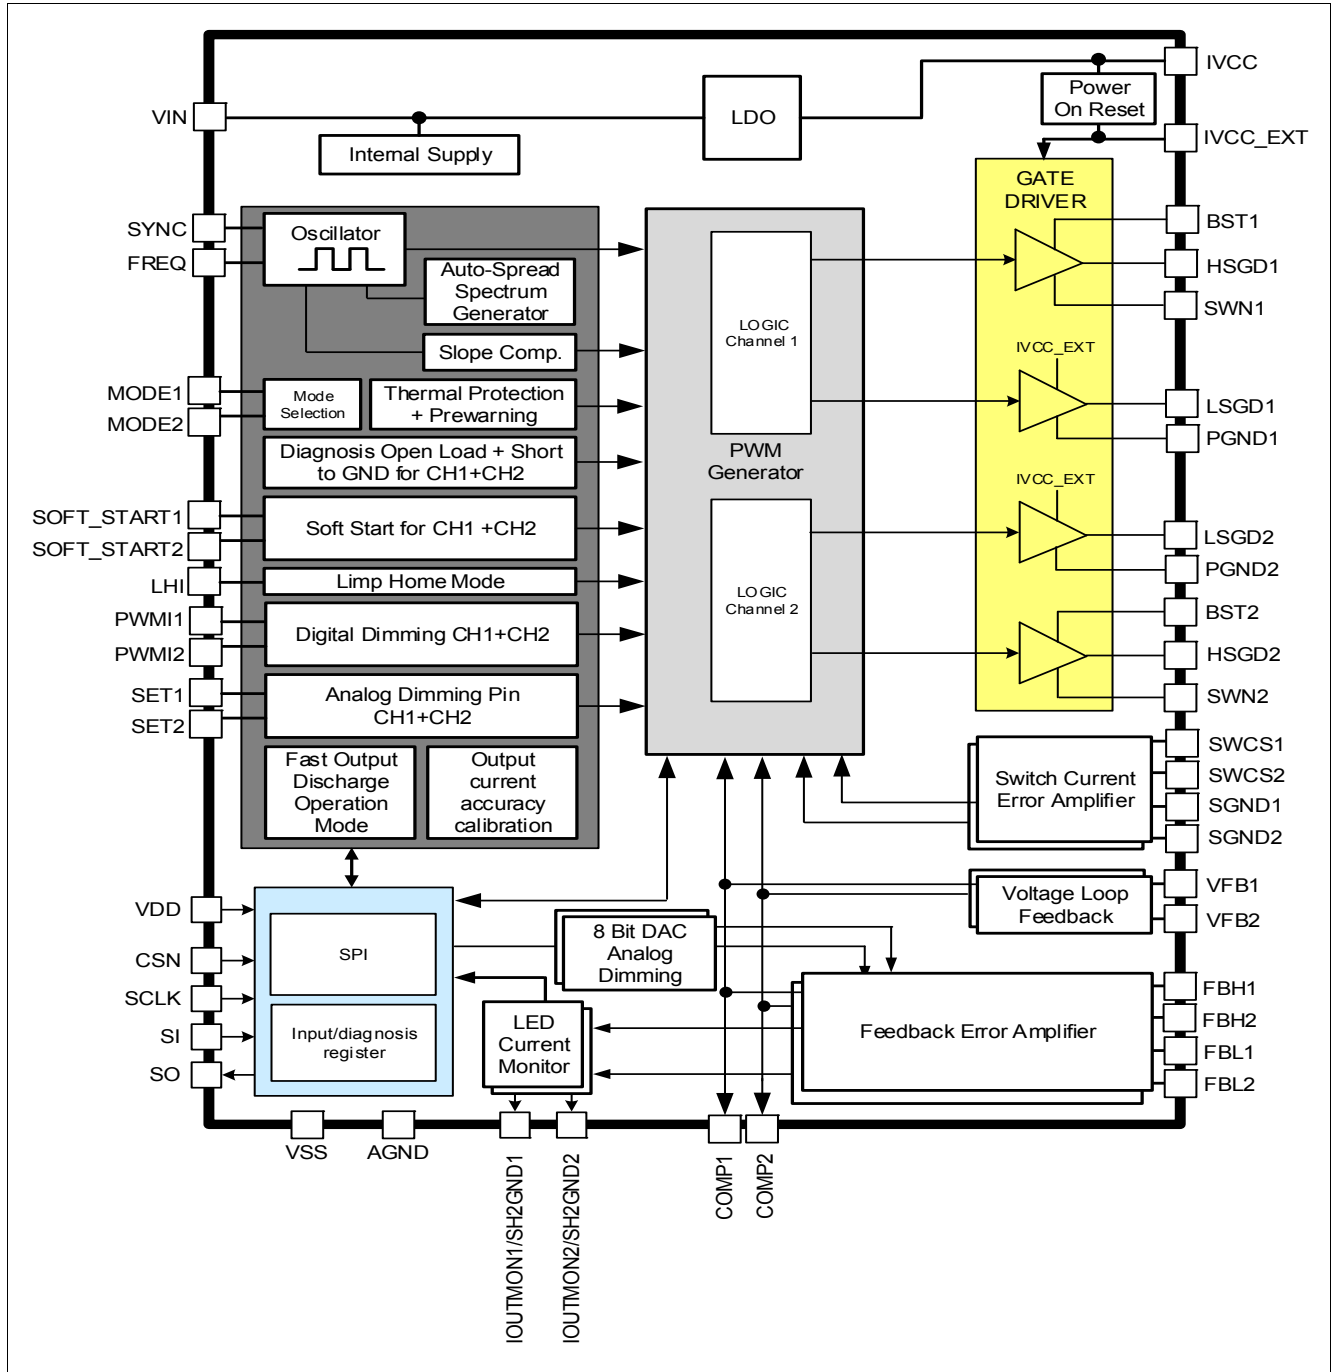 IVCC
VIN
LDO
Power
On Reset
Internal Supply
IVCC_EXT
GATE
DRIVER
SYNC
FREQ
Oscillator
Auto-Spread
Spectrum
Generator
Slope Comp.
MODE1
MODE2
Mode
Selection
Thermal Protection
+ Prewarning
Diagnosis Open Load + Short
to GND for CH1+CH2
SOFT_START1
SOFT_START2
Soft Start for CH1 +CH2
LHI
Limp Home Mode
PWMI1
PWMI2
Digital Dimming CH1+CH2
SET1
SET2
Analog Dimming Pin
CH1+CH2
Fast Output
Discharge
Operation
Mode
Output
current
accuracy
calibration
LOGIC
Channel 1
PWM
Generator
LOGIC
Channel 2
BST1
HSGD1
SWN1
IVCC_EXT
LSGD1
PGND1
IVCC_EXT
LSGD2
PGND2
BST2
HSGD2
SWN2
SWCS1
SWCS2
SGND1
SGND2
Switch Current
Error Amplifier
VFB1
VFB2
Voltage Loop
Feedback
VDD
CSN
SCLK
SI
SO
SPI
Input/diagnosis
register
8 Bit DAC
Analog
Dimming
LED
Current
Monitor
Feedback Error Amplifier
FBH1
FBH2
FBL1
FBL2
VSS
AGND
IOUTMON1/SH2GND1
IOUTMON2/SH2GND2
COMP1
COMP2